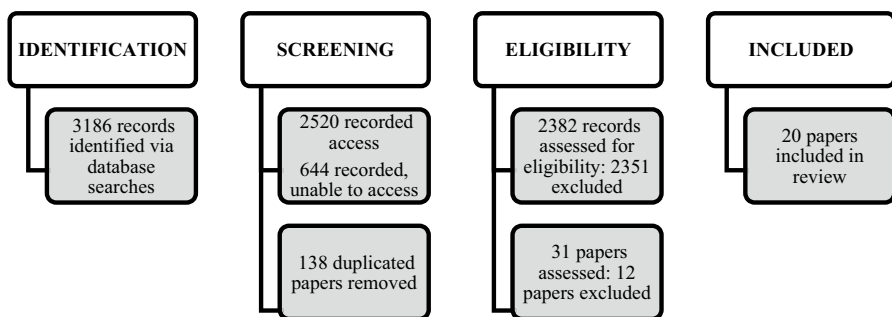 IDENTIFICATION
3186 records
identified via
database
searches
SCREENING
2520 recorded
access
644 recorded,
unable to access
138 duplicated
papers removed
ELIGIBILITY
2382 records
assessed for
eligibility: 2351
excluded
31 papers
assessed: 12
papers excluded
INCLUDED
20 papers
included in
review